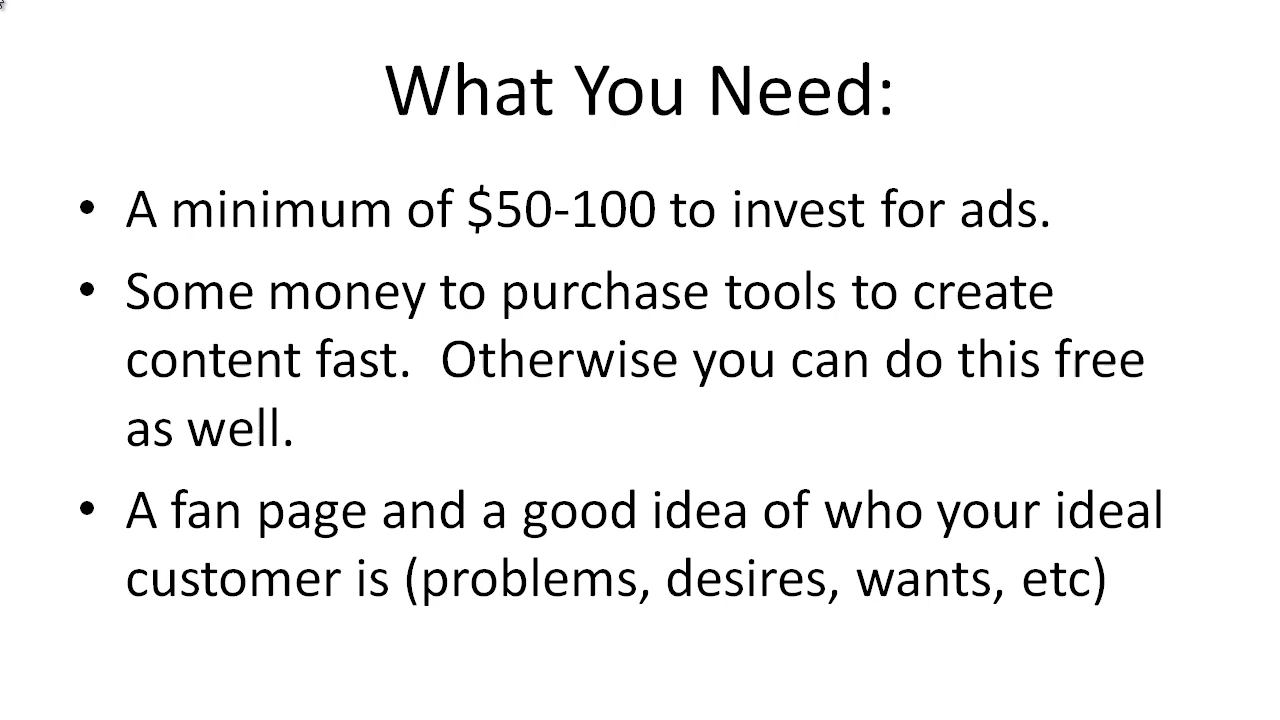 What You Need:
• A minimum of $50-100 to invest for ads.
• Some money to purchase tools to create
content fast.  Otherwise you can do this free
as well.
• A fan page and a good idea of who your ideal
customer is (problems, desires, wants, etc)